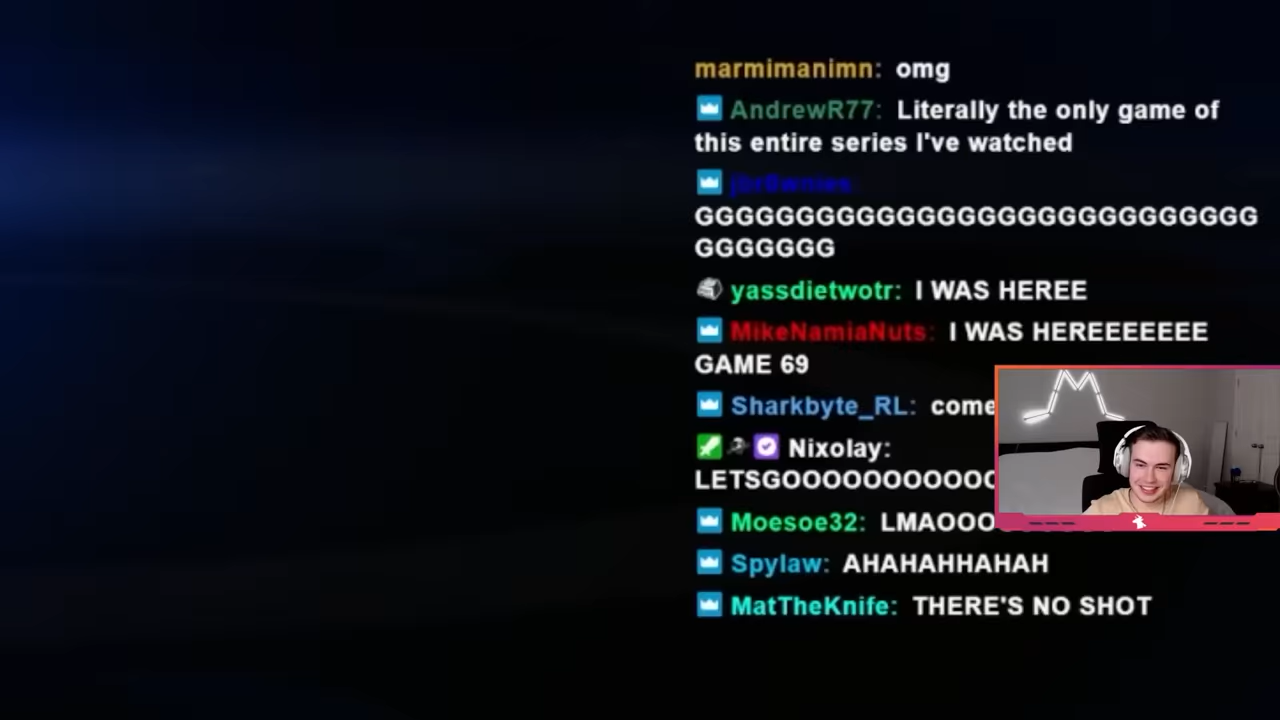 marmimanimn: omg
AndrewR77: Literally the only game of
this entire series I've watched
jbr0wnies:
GGGGGGGGGGGGGGGGGGGGGGGGGGGG
GGGGGGG
yassdietwotr: I WAS HEREE
MikeNamiaNuts: I WAS HEREEEEEEE
GAME 69
Sharkbyte_RL: come
Nixolay:
LETSGOOOOOOOOOOO
Moesoe32: LMAOOO
Spylaw: AHAHAHHAHAH
MatTheKnife: THERE'S NO SHOT